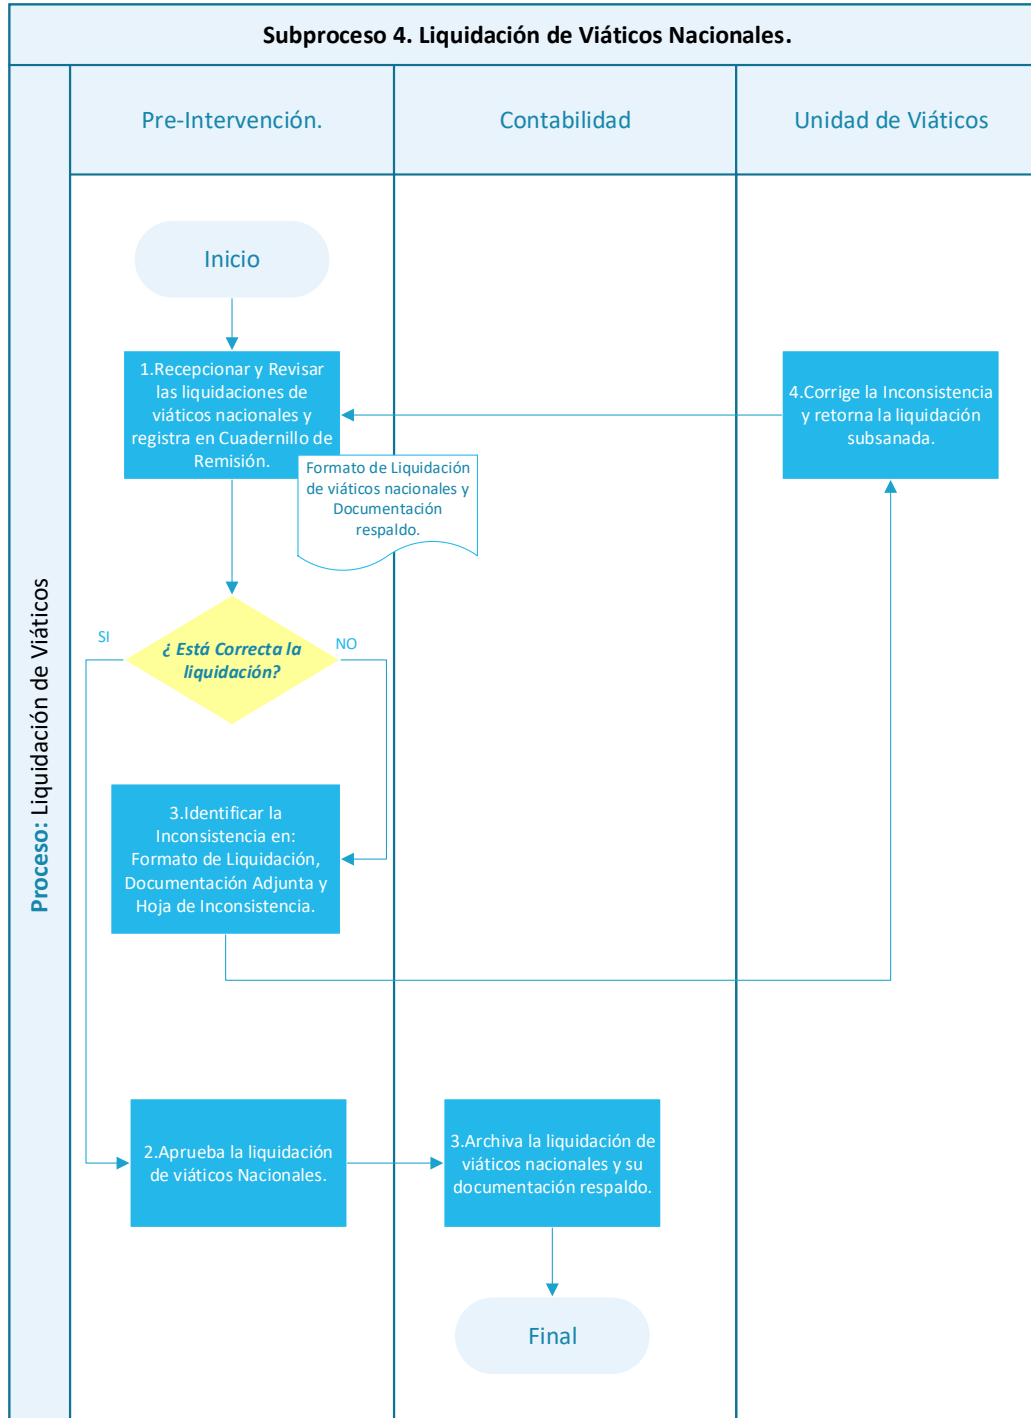 Subproceso 4. Liquidación de Viáticos Nacionales.
Proceso: Liquidación de Viáticos
Pre-Intervención.
Contabilidad
Unidad de Viáticos
Inicio
1.Recepcionar y Revisar
las liquidaciones de
viáticos nacionales y
registra en Cuadernillo de
Remisión.
4.Corrige la Inconsistencia
y retorna la liquidación
subsanada.
Formato de Liquidación
de viáticos nacionales y
Documentación
respaldo.
SI
¿ Está Correcta la
liquidación?
NO
3.Identificar la
Inconsistencia en:
Formato de Liquidación,
Documentación Adjunta y
Hoja de Inconsistencia.
2.Aprueba la liquidación
de viáticos Nacionales.
3.Archiva la liquidación de
viáticos nacionales y su
documentación respaldo.
Final